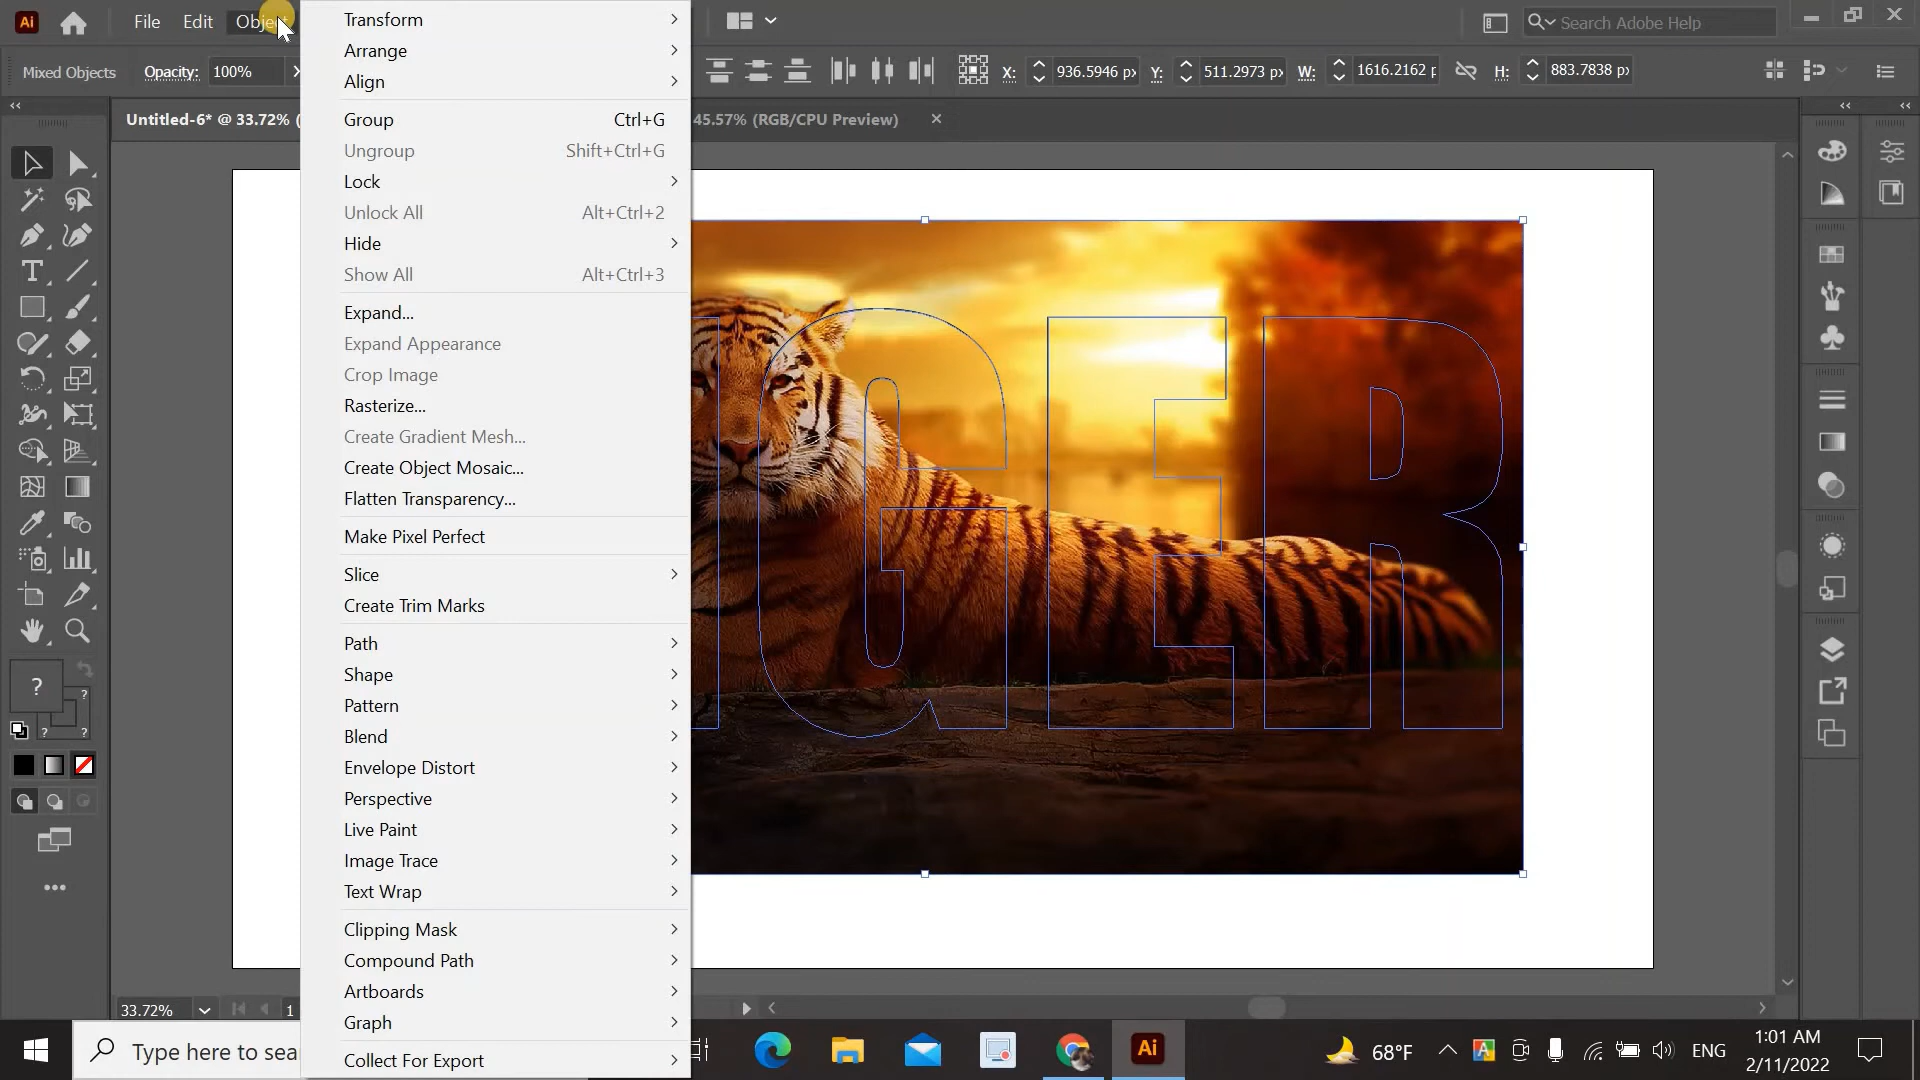 Ai File Edit Object Search Adobe Help
Mixed Objects Opacity: 100% X: 936.5946 px Y: 511.2973 px W: 1616.2162 p H: 883.7838 px
Untitled-6* @ 33.72% ( 45.57% (RGB/CPU Preview)
Transform
Arrange
Align
Group Ctrl+G
Ungroup Shift+Ctrl+G
Lock
Unlock All Alt+Ctrl+2
Hide
Show All Alt+Ctrl+3
Expand...
Expand Appearance
Crop Image
Rasterize...
Create Gradient Mesh...
Create Object Mosaic...
Flatten Transparency...
Make Pixel Perfect
Slice
Create Trim Marks
Path
Shape
Pattern
Blend
Envelope Distort
Perspective
Live Paint
Image Trace
Text Wrap
Clipping Mask
Compound Path
Artboards
Graph
Collect For Export
GER
T
?
?
? ?
33.72% 1
Type here to sea
Ai
68°F
A
ENG
1:01 AM
2/11/2022